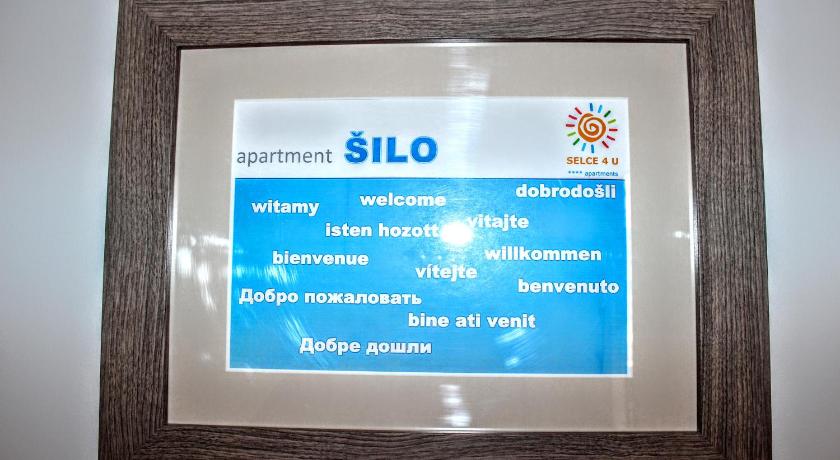 apartment ŠILO
SELCE 4 U
**** apartments
dobrodošli
witamy
welcome
vitajte
isten hozott
bienvenue
willkommen
vítejte
benvenuto
Добро пожаловать
bine ati venit
Добре дошли